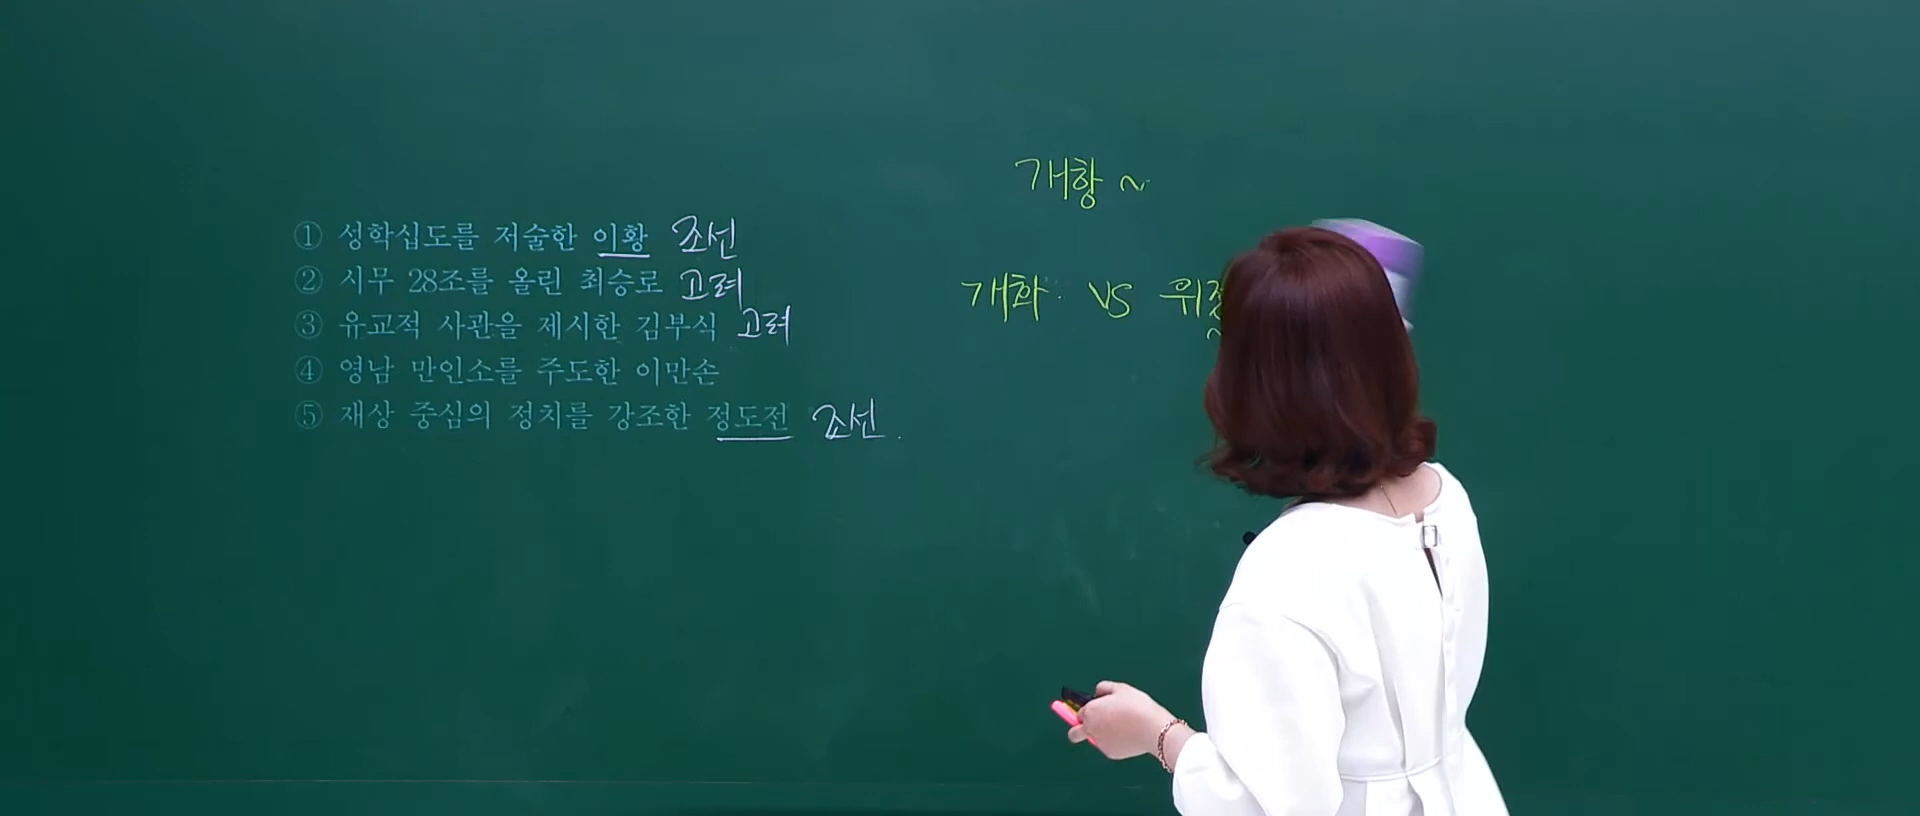 ① 성학십도를 저술한 이황 조선
② 시무 28조를 올린 최승로 고려
③ 유교적 사관을 제시한 김부식 고려
④ 영남 만인소를 주도한 이만손
⑤ 재상 중심의 정치를 강조한 정도전 조선.
개항 ~
개화 vs 위정